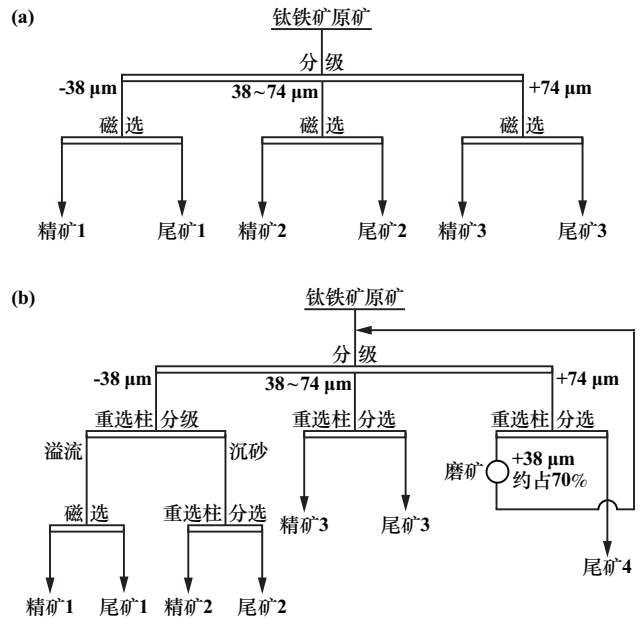 (a)
钛铁矿原矿
分级
-38 μm
38~74 μm
+74 μm
磁选
磁选
磁选
精矿1
尾矿1
精矿2
尾矿2
精矿3
尾矿3
(b)
钛铁矿原矿
分级
-38 μm
38~74 μm
+74 μm
重选柱分级
重选柱分选
重选柱分选
溢流
沉砂
磨矿
+38 μm
约占70%
磁选
重选柱分选
精矿3
尾矿3
尾矿4
精矿1
尾矿1
精矿2
尾矿2